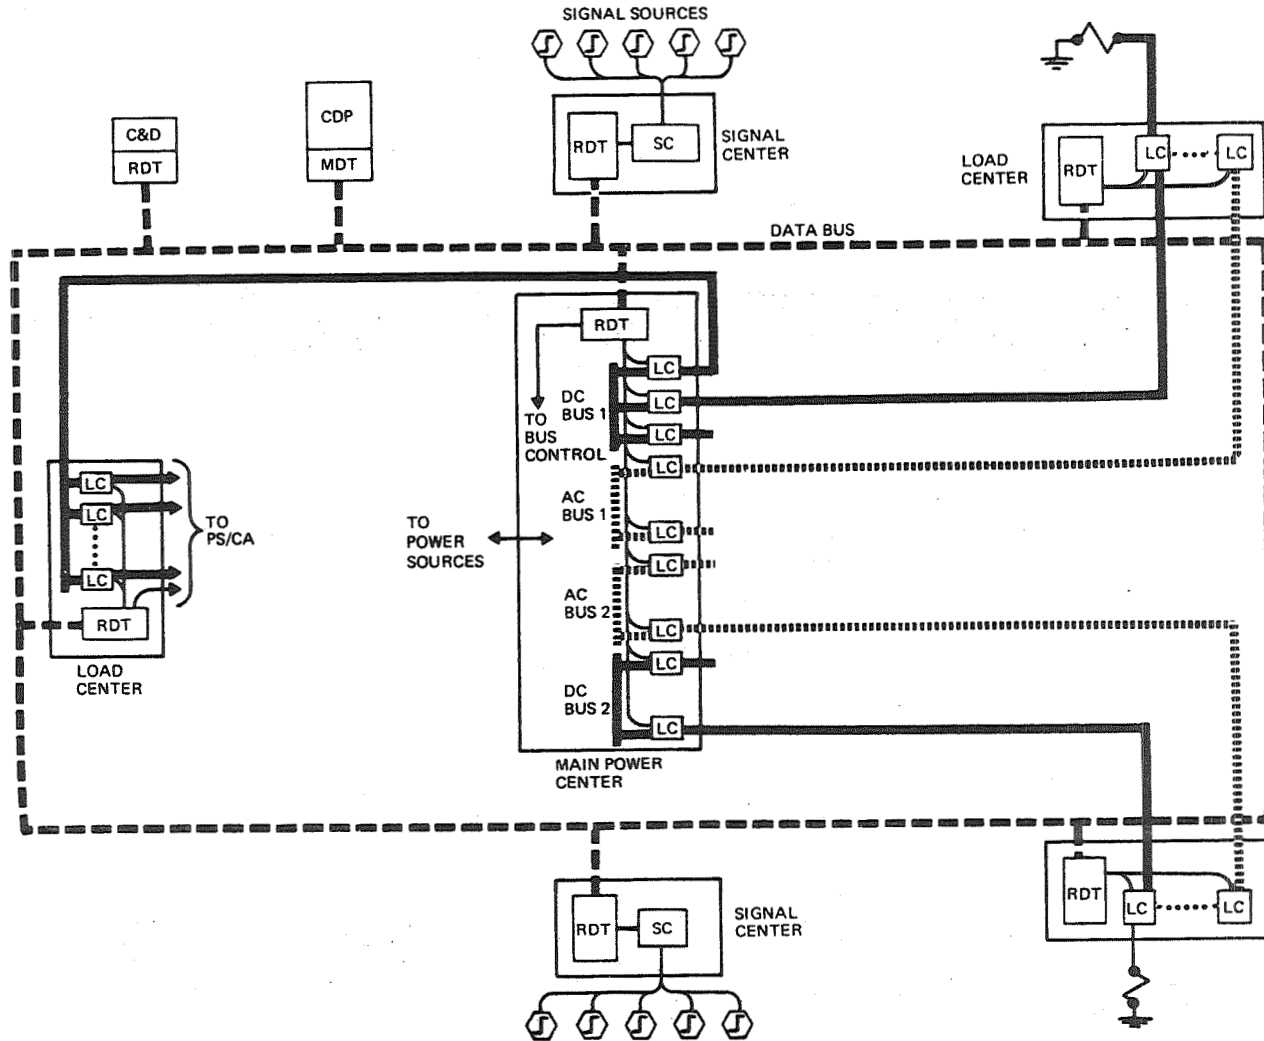 SIGNAL SOURCES
C&D
RDT
CDP
MDT
RDT
SC
SIGNAL
CENTER
LOAD
CENTER
RDT
LC
LC
DATA BUS
RDT
LC
LC
LC
LC
LC
LC
LC
LC
LC
DC
BUS 1
TO
BUS
CONTROL
AC
BUS 1
AC
BUS 2
DC
BUS 2
TO
POWER
SOURCES
MAIN POWER
CENTER
LC
LC
LC
RDT
TO
PS/CA
LOAD
CENTER
RDT
SC
SIGNAL
CENTER
RDT
LC
LC